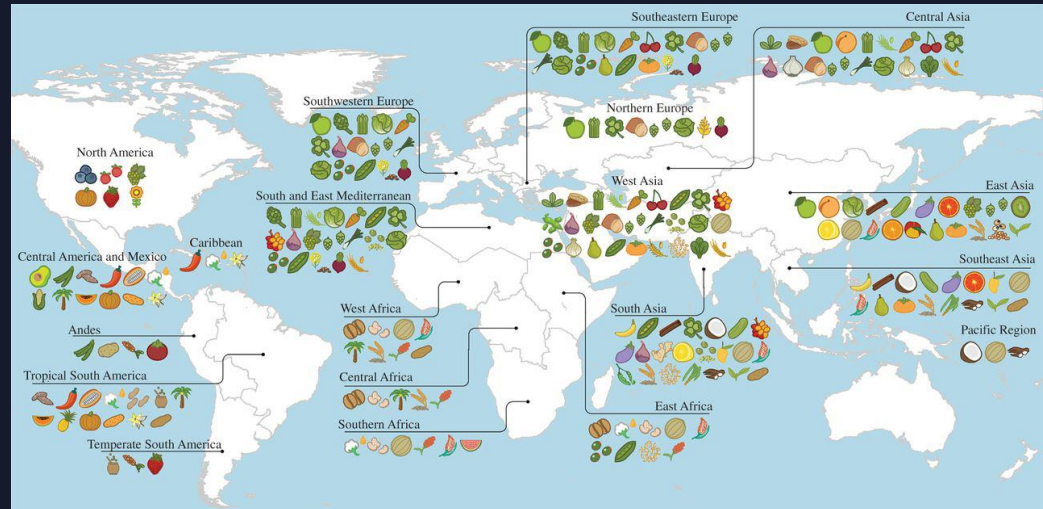 Southeastern Europe
Central Asia
Southwestern Europe
Northern Europe
North America
West Asia
East Asia
South and East Mediterranean
Caribbean
Central America and Mexico
Southeast Asia
West Africa
South Asia
Andes
Pacific Region
Tropical South America
Central Africa
East Africa
Southern Africa
Temperate South America